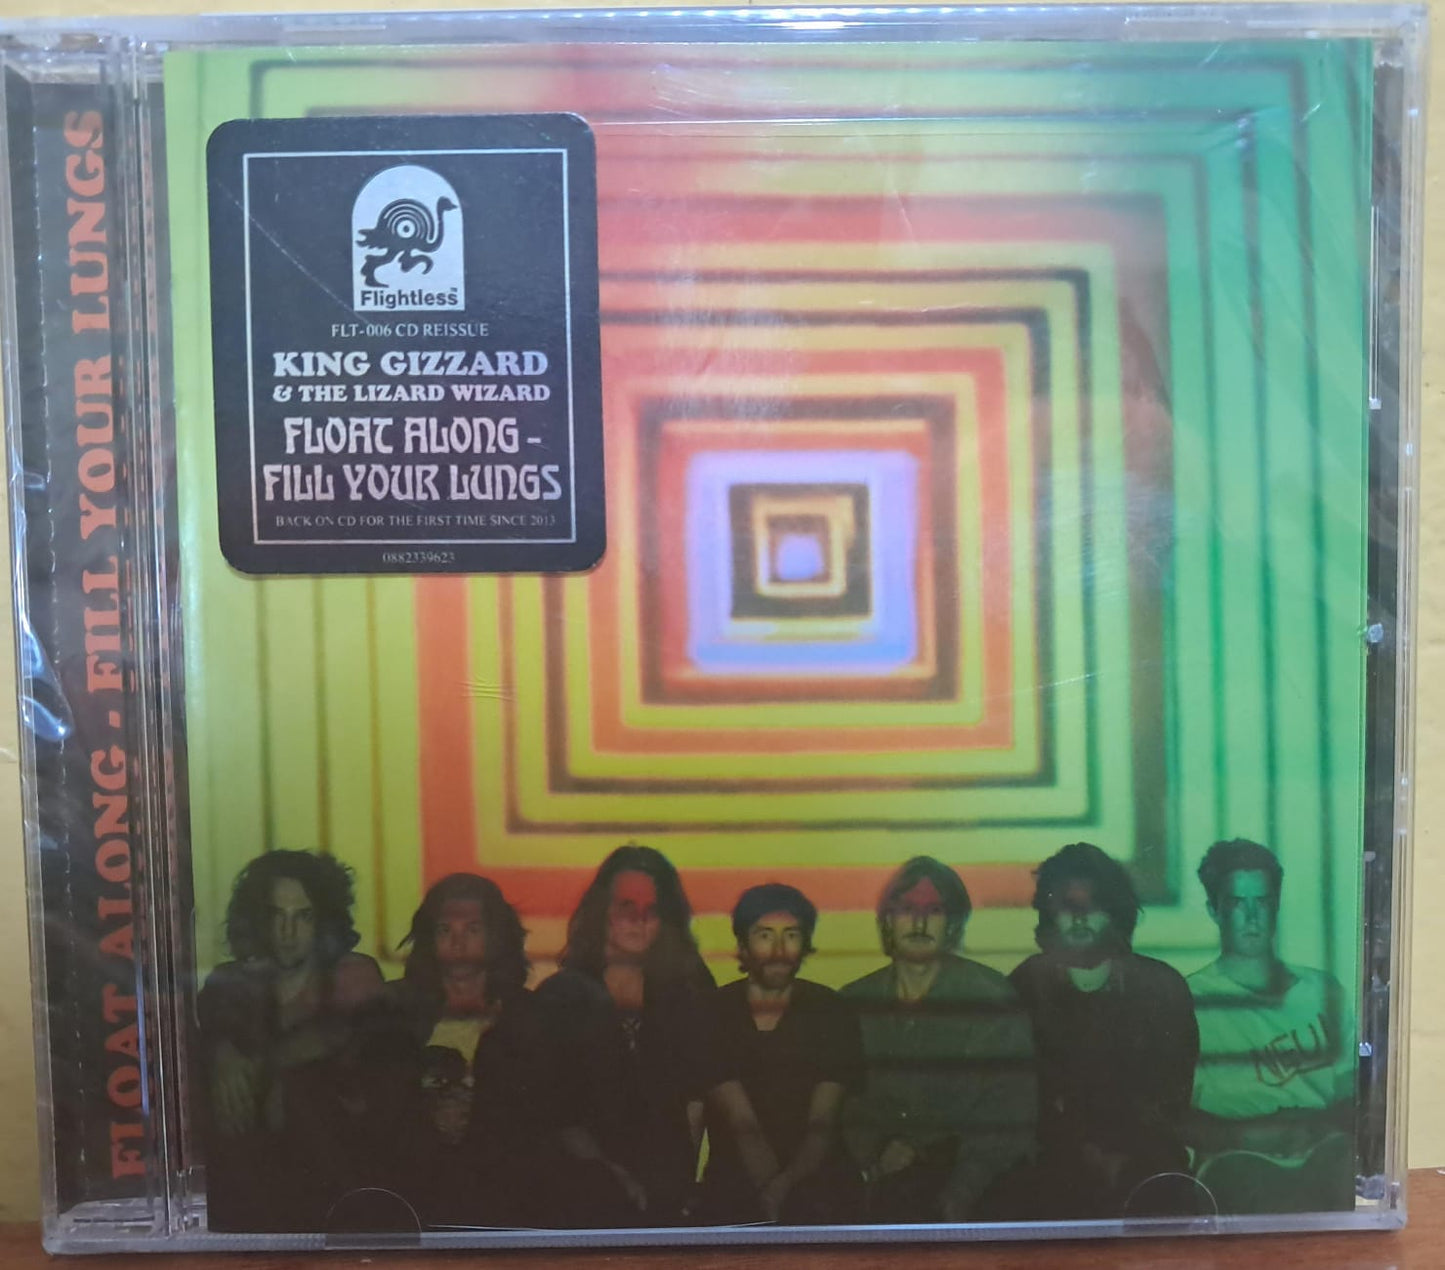 FLOAT ALONG - FILL YOUR LUNGS
Flightless™
FLT-006 CD REISSUE
KING GIZZARD
& THE LIZARD WIZARD
FLOAT ALONG -
FILL YOUR LUNGS
BACK ON CD FOR THE FIRST TIME SINCE 2013
0882339623
NEU!